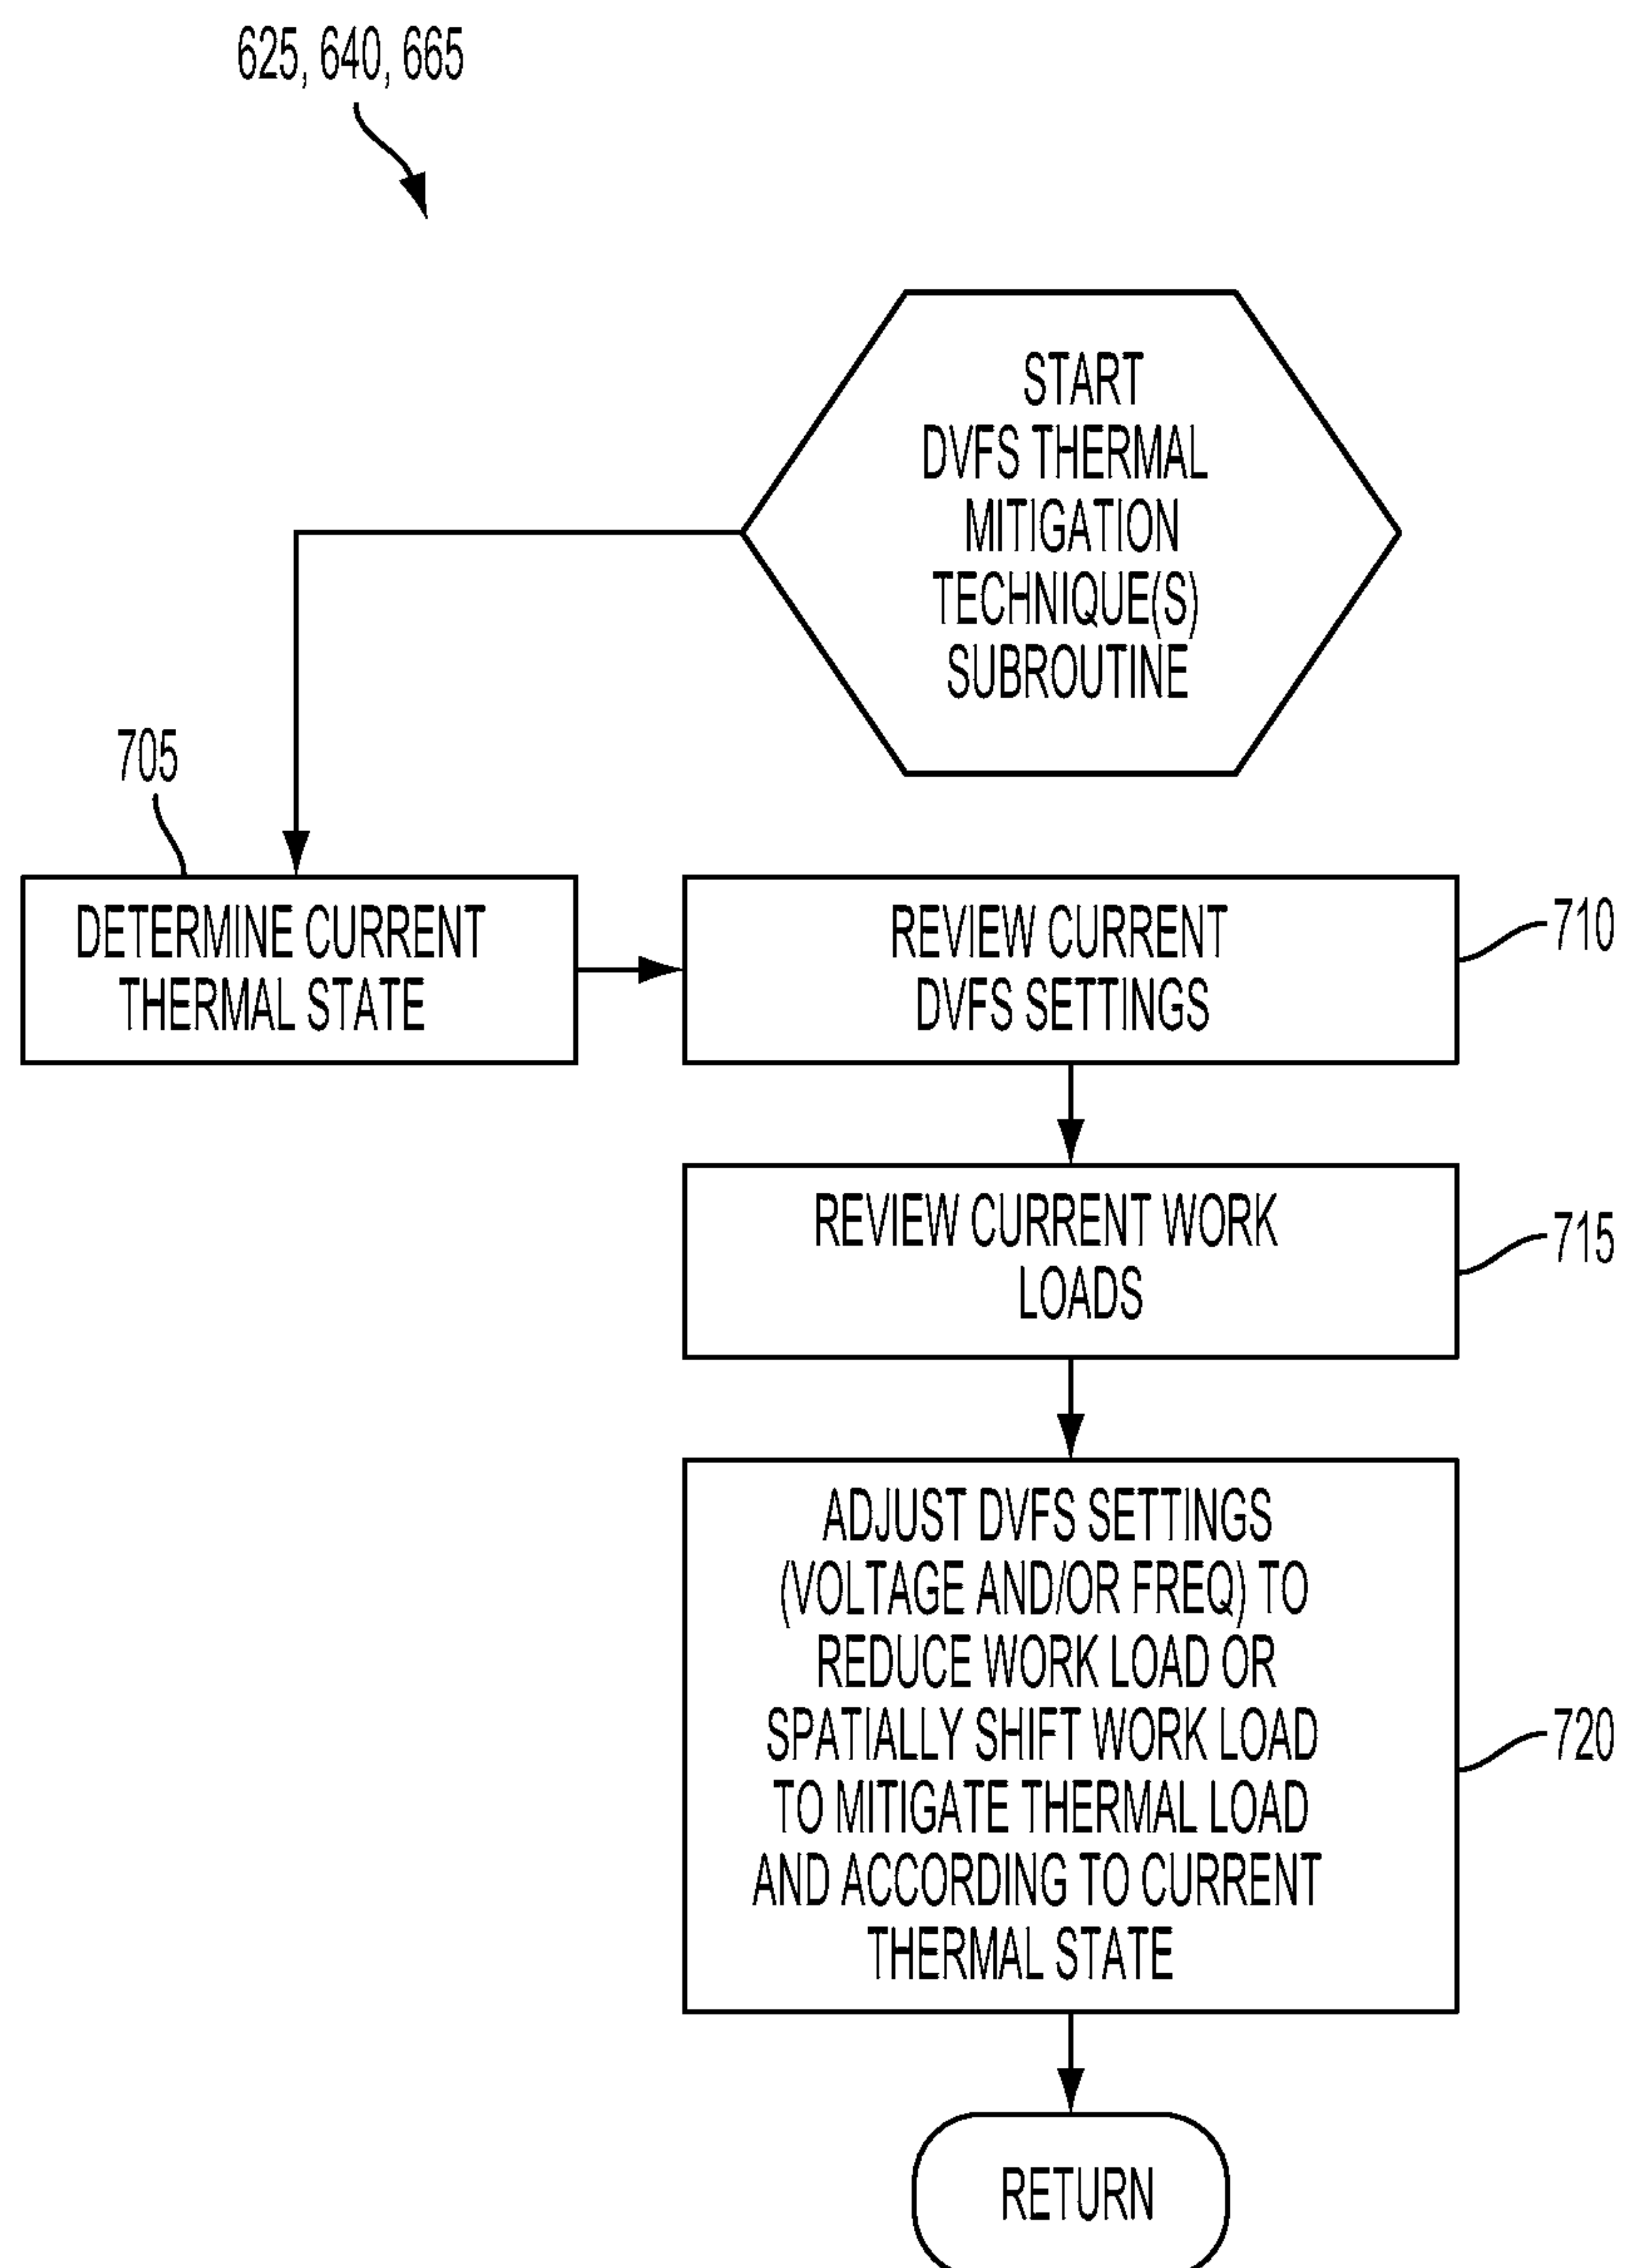 625, 640, 665
START
DVFS THERMAL
MITIGATION
TECHNIQUE(S)
SUBROUTINE
705
DETERMINE CURRENT
THERMAL STATE
REVIEW CURRENT
DVFS SETTINGS
710
REVIEW CURRENT WORK
LOADS
715
ADJUST DVFS SETTINGS
(VOLTAGE AND/OR FREQ) TO
REDUCE WORK LOAD OR
SPATIALLY SHIFT WORK LOAD
TO MITIGATE THERMAL LOAD
AND ACCORDING TO CURRENT
THERMAL STATE
720
RETURN